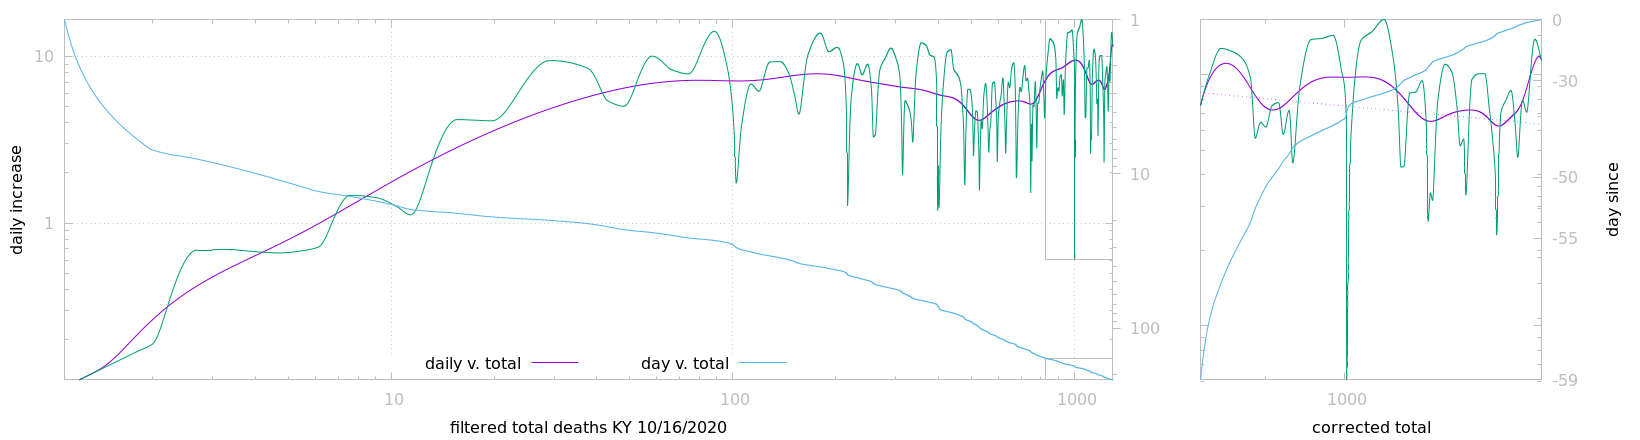 daily increase
10
1
daily v. total
day v. total
10
100
1000
filtered total deaths KY 10/16/2020
1
10
100
1000
corrected total
0
-30
-50
-55
-59
day since